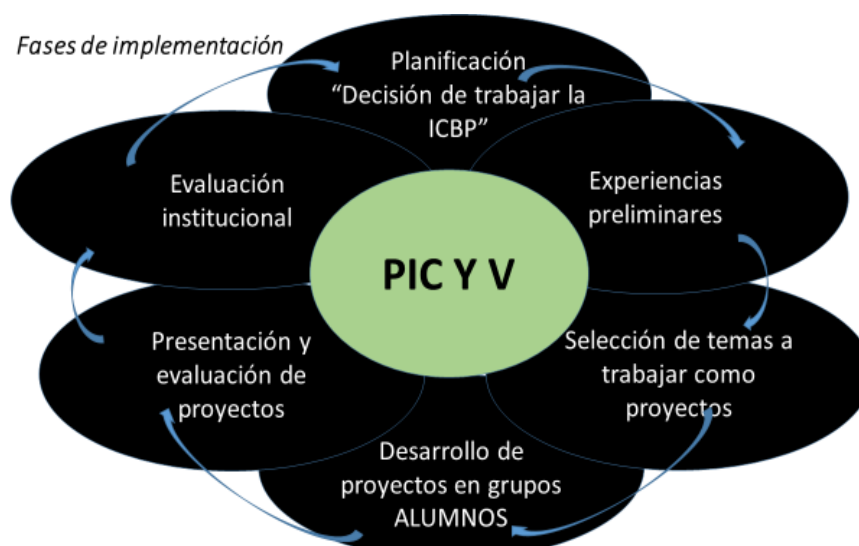 Fases de implementación
Planificación
“Decisión de trabajar la
ICBP”
Experiencias
preliminares
Selección de temas a
trabajar como
proyectos
Desarrollo de
proyectos en grupos
ALUMNOS
Presentación y
evaluación de
proyectos
Evaluación
institucional
PIC Y V